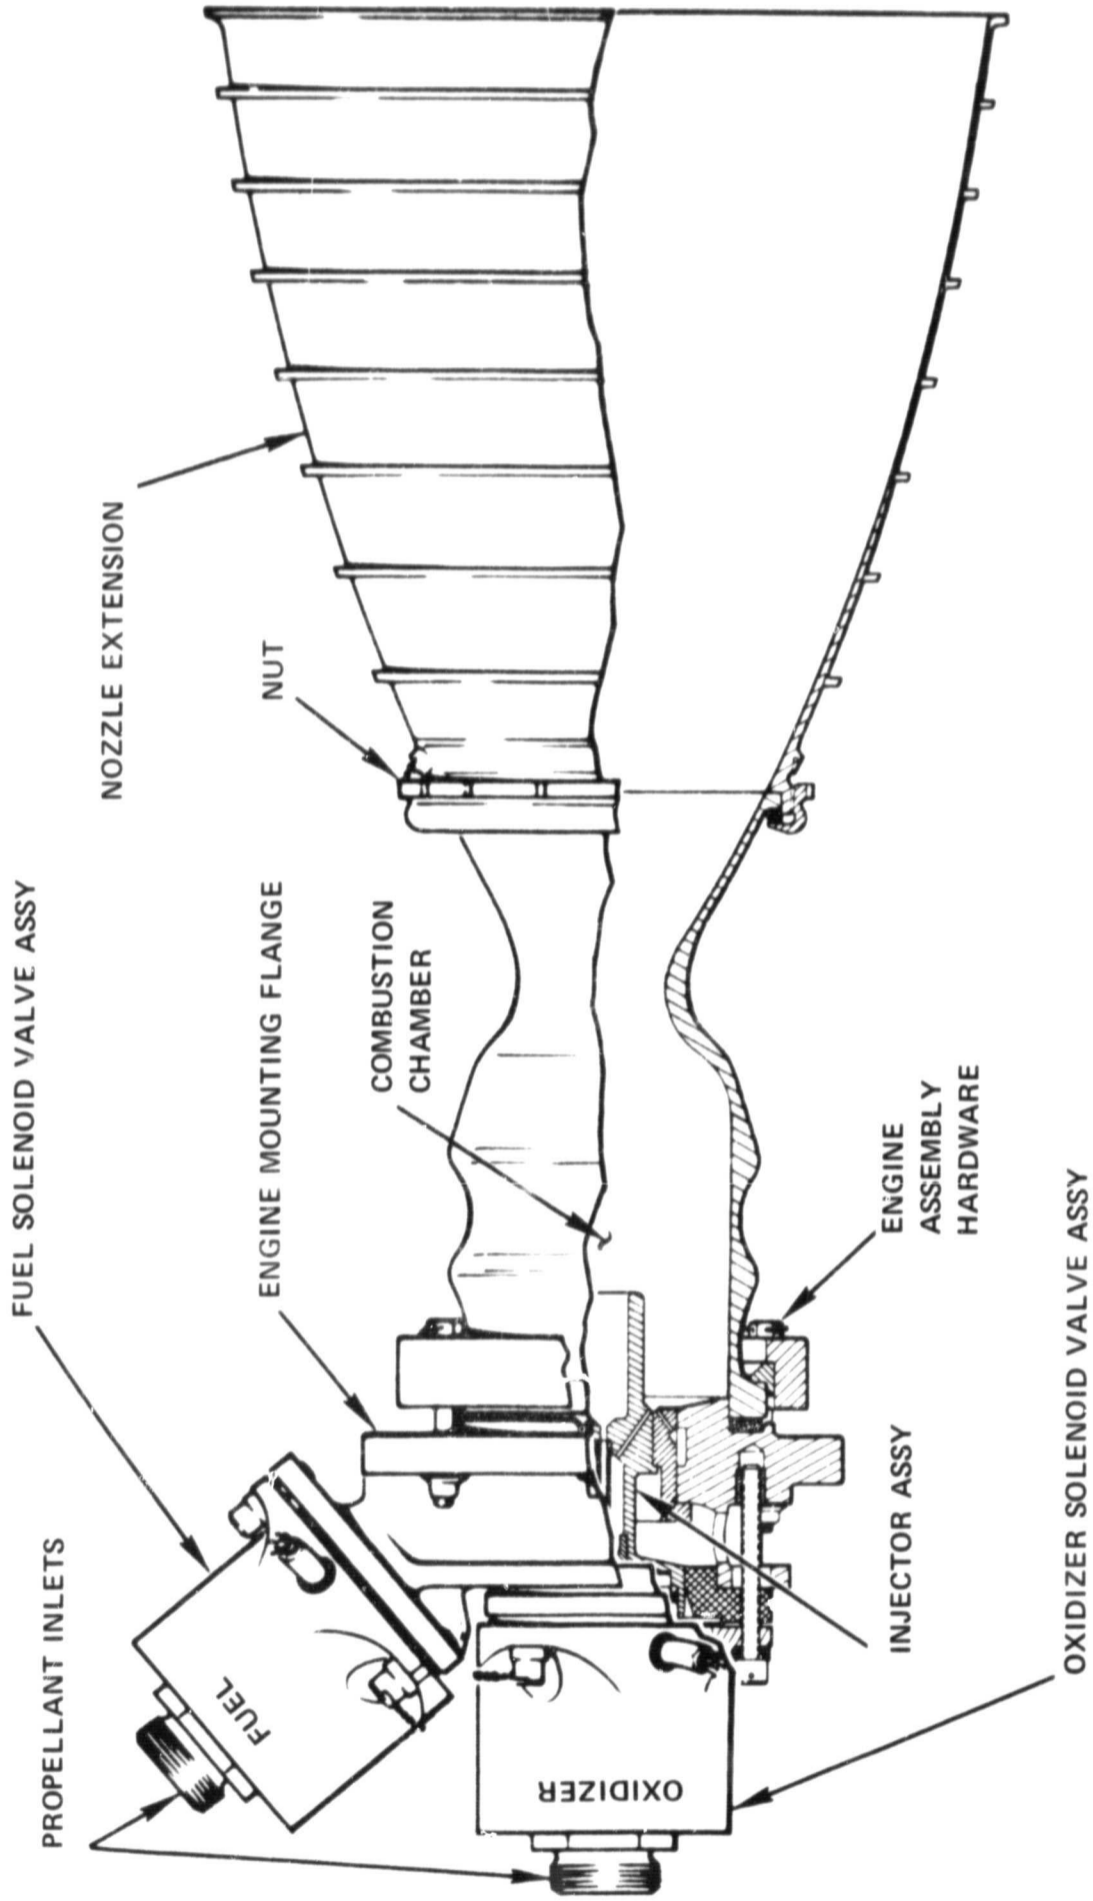 FUEL SOLENOID VALVE ASSY
PROPELLANT INLETS
NOZZLE EXTENSION
NUT
ENGINE MOUNTING FLANGE
COMBUSTION
CHAMBER
FUEL
OXIDIZER
ENGINE
ASSEMBLY
HARDWARE
INJECTOR ASSY
OXIDIZER SOLENOID VALVE ASSY